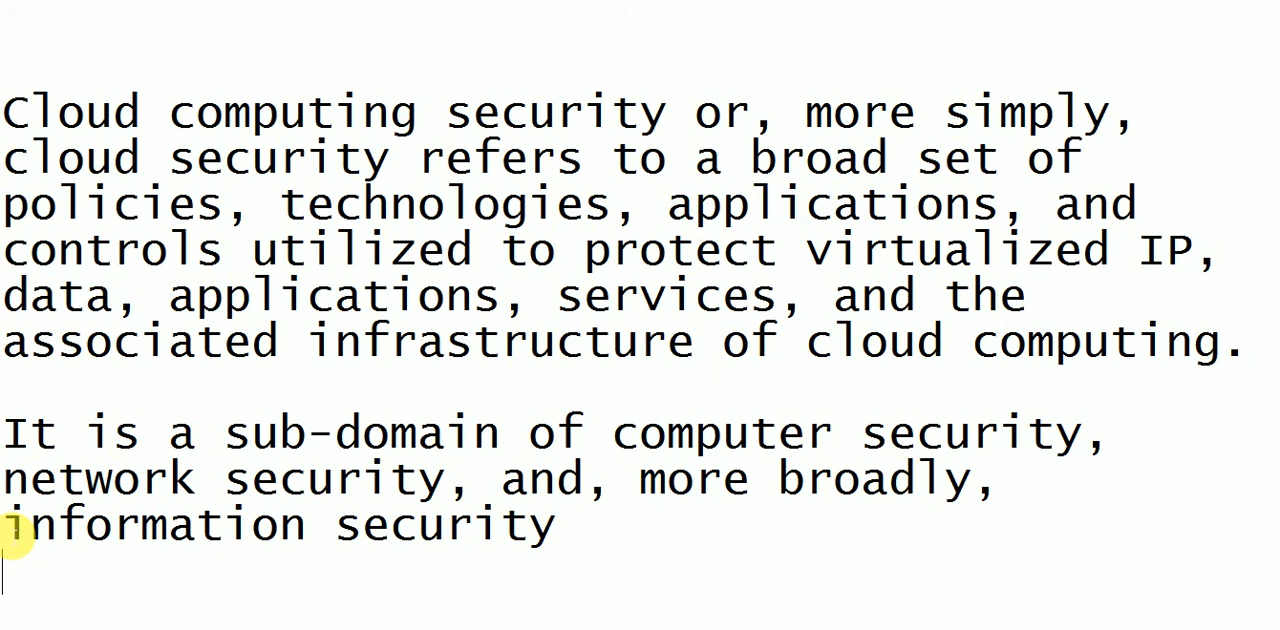 Cloud computing security or, more simply,
cloud security refers to a broad set of
policies, technologies, applications, and
controls utilized to protect virtualized IP,
data, applications, services, and the
associated infrastructure of cloud computing.
It is a sub-domain of computer security,
network security, and, more broadly,
information security